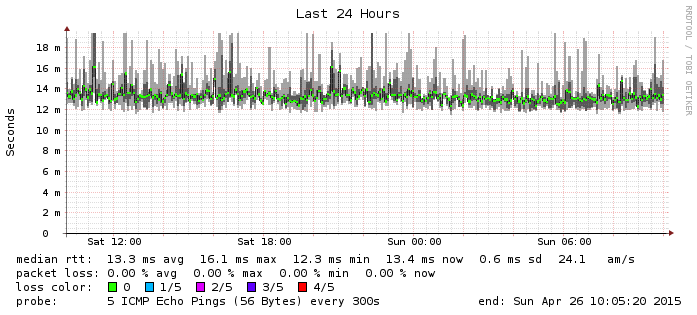 Last 24 Hours
RRDTOOL / TOBI OETIKER
Seconds
18 m
16 m
14 m
12 m
10 m
8 m
6 m
4 m
2 m
0
Sat 12:00 Sat 18:00 Sun 00:00 Sun 06:00
median rtt: 13.3 ms avg 16.1 ms max 12.3 ms min 13.4 ms now 0.6 ms sd 24.1 am/s
packet loss: 0.00 % avg 0.00 % max 0.00 % min 0.00 % now
loss color: 0 1/5 2/5 3/5 4/5
probe: 5 ICMP Echo Pings (56 Bytes) every 300s end: Sun Apr 26 10:05:20 2015